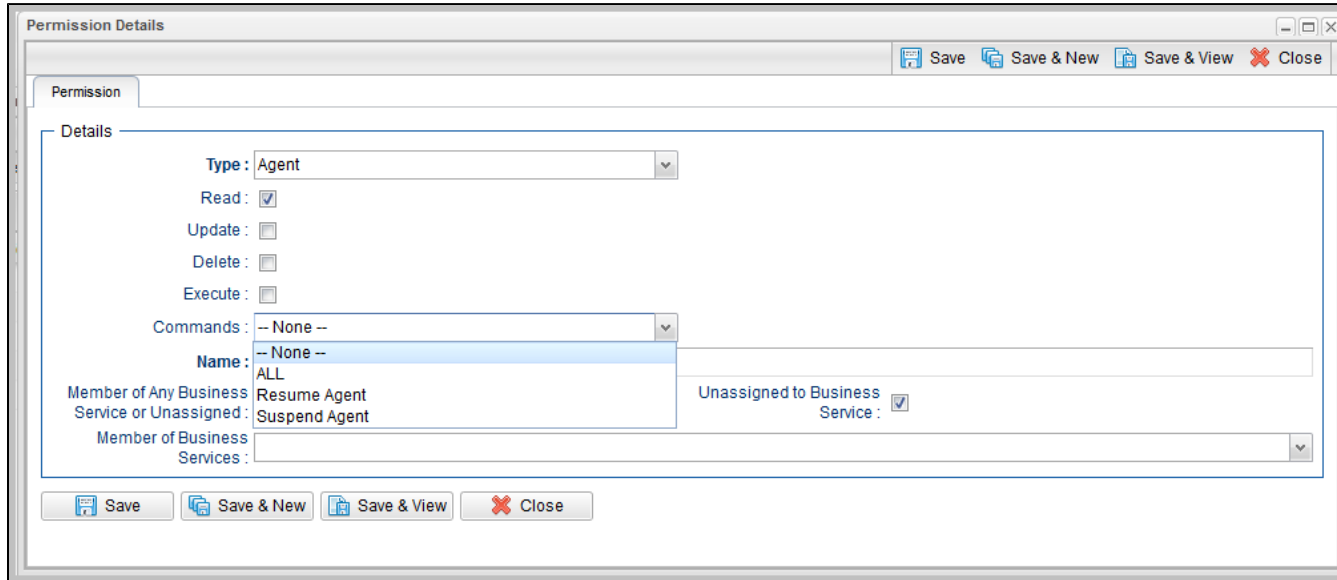 Permission Details
Save Save & New Save & View Close
Permission
Details
Type : Agent
Read :
Update :
Delete :
Execute :
Commands : -- None --
-- None --
Name :
ALL
Resume Agent
Suspend Agent
Member of Any Business
Service or Unassigned :
Unassigned to Business
Service :
Member of Business
Services :
Save Save & New Save & View Close